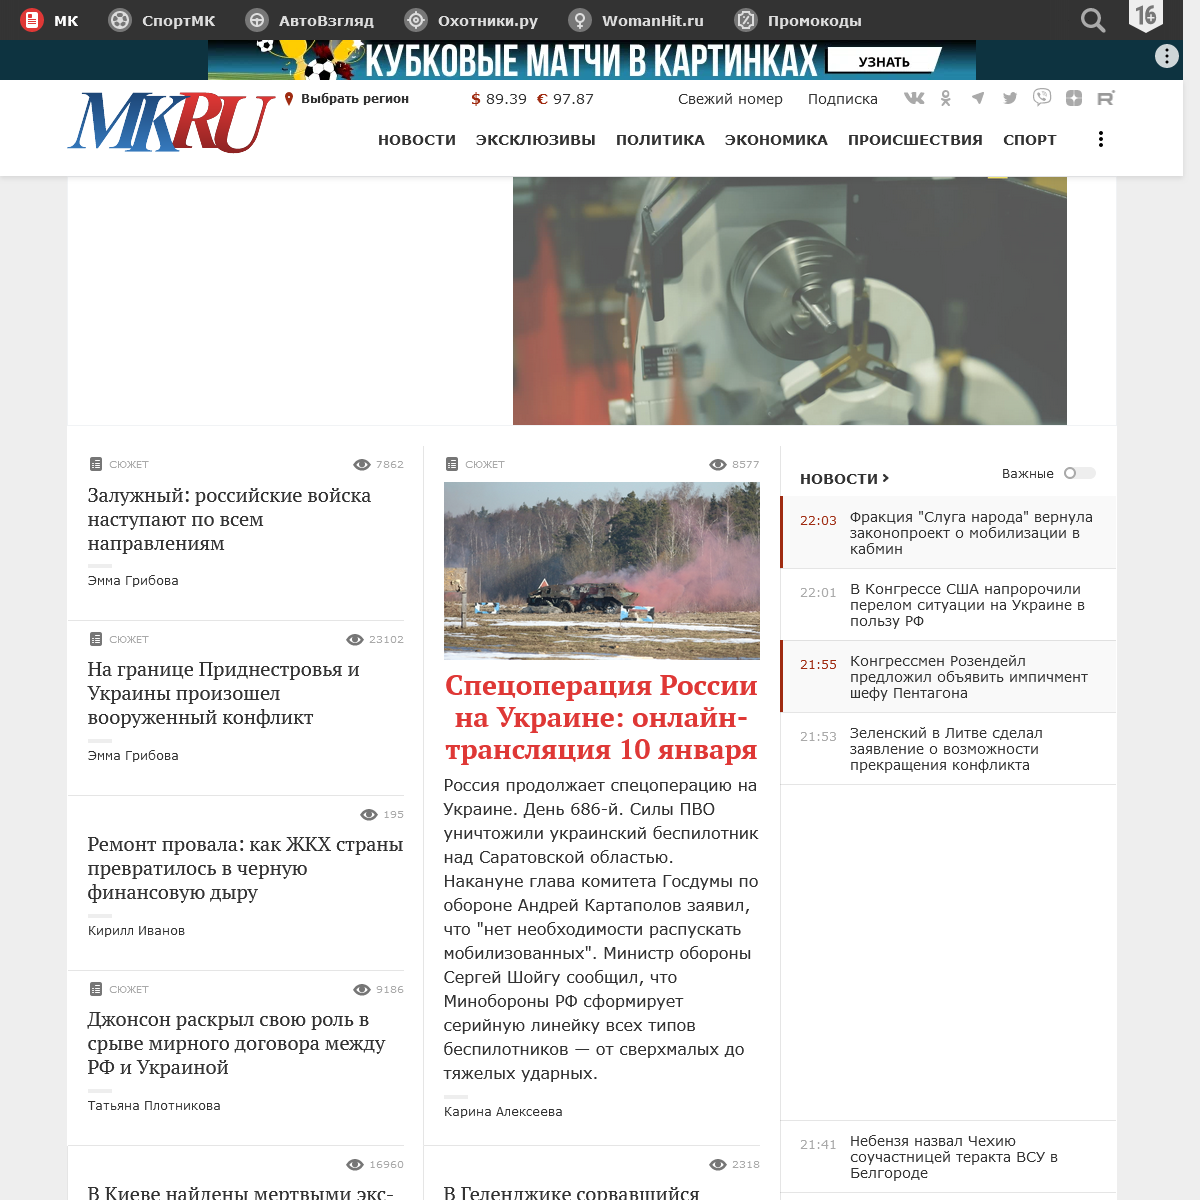 МК
СпортМК
АвтоВзгляд
Охотники.ру
WomanHit.ru
Промокоды
16+
КУБКОВЫЕ МАТЧИ В КАРТИНКАХ
УЗНАТЬ
MKRU
Выбрать регион
$ 89.39 € 97.87
Свежий номер
Подписка
НОВОСТИ
ЭКСКЛЮЗИВЫ
ПОЛИТИКА
ЭКОНОМИКА
ПРОИСШЕСТВИЯ
СПОРТ
СЮЖЕТ
7862
Залужный: российские войска
наступают по всем
направлениям
Эмма Грибова
СЮЖЕТ
23102
На границе Приднестровья и
Украины произошел
вооруженный конфликт
Эмма Грибова
195
Ремонт провала: как ЖКХ страны
превратилось в черную
финансовую дыру
Кирилл Иванов
СЮЖЕТ
9186
Джонсон раскрыл свою роль в
срыве мирного договора между
РФ и Украиной
Татьяна Плотникова
16960
В Киеве найдены мертвыми экс-
СЮЖЕТ
8577
Спецоперация России
на Украине: онлайн-
трансляция 10 января
Россия продолжает спецоперацию на
Украине. День 686-й. Силы ПВО
уничтожили украинский беспилотник
над Саратовской областью.
Накануне глава комитета Госдумы по
обороне Андрей Картаполов заявил,
что "нет необходимости распускать
мобилизованных". Министр обороны
Сергей Шойгу сообщил, что
Минобороны РФ сформирует
серийную линейку всех типов
беспилотников — от сверхмалых до
тяжелых ударных.
Карина Алексеева
2318
В Геленджике сорвавшийся
НОВОСТИ
Важные
22:03
Фракция "Слуга народа" вернула
законопроект о мобилизации в
кабмин
22:01
В Конгрессе США напророчили
перелом ситуации на Украине в
пользу РФ
21:55
Конгрессмен Розендейл
предложил объявить импичмент
шефу Пентагона
21:53
Зеленский в Литве сделал
заявление о возможности
прекращения конфликта
21:41
Небензя назвал Чехию
соучастницей теракта ВСУ в
Белгороде